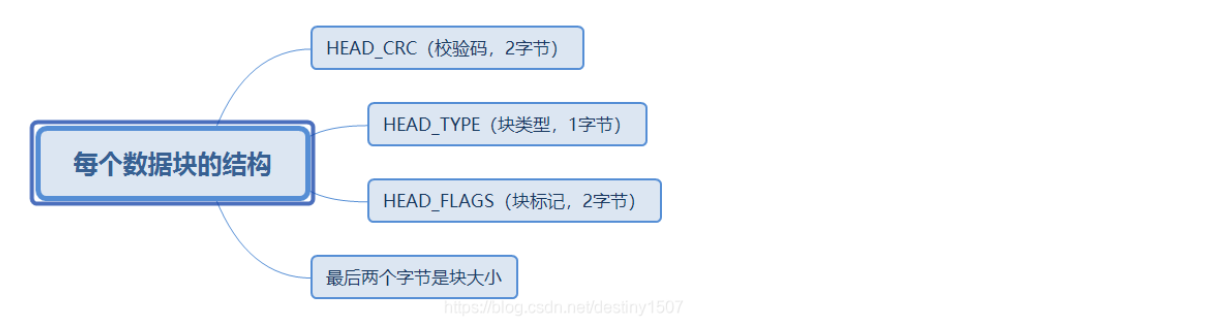 HEAD_CRC（校验码，2字节）
HEAD_TYPE（块类型，1字节）
每个数据块的结构
HEAD_FLAGS（块标记，2字节）
最后两个字节是块大小
https://blog.csdn.net/destiny1507